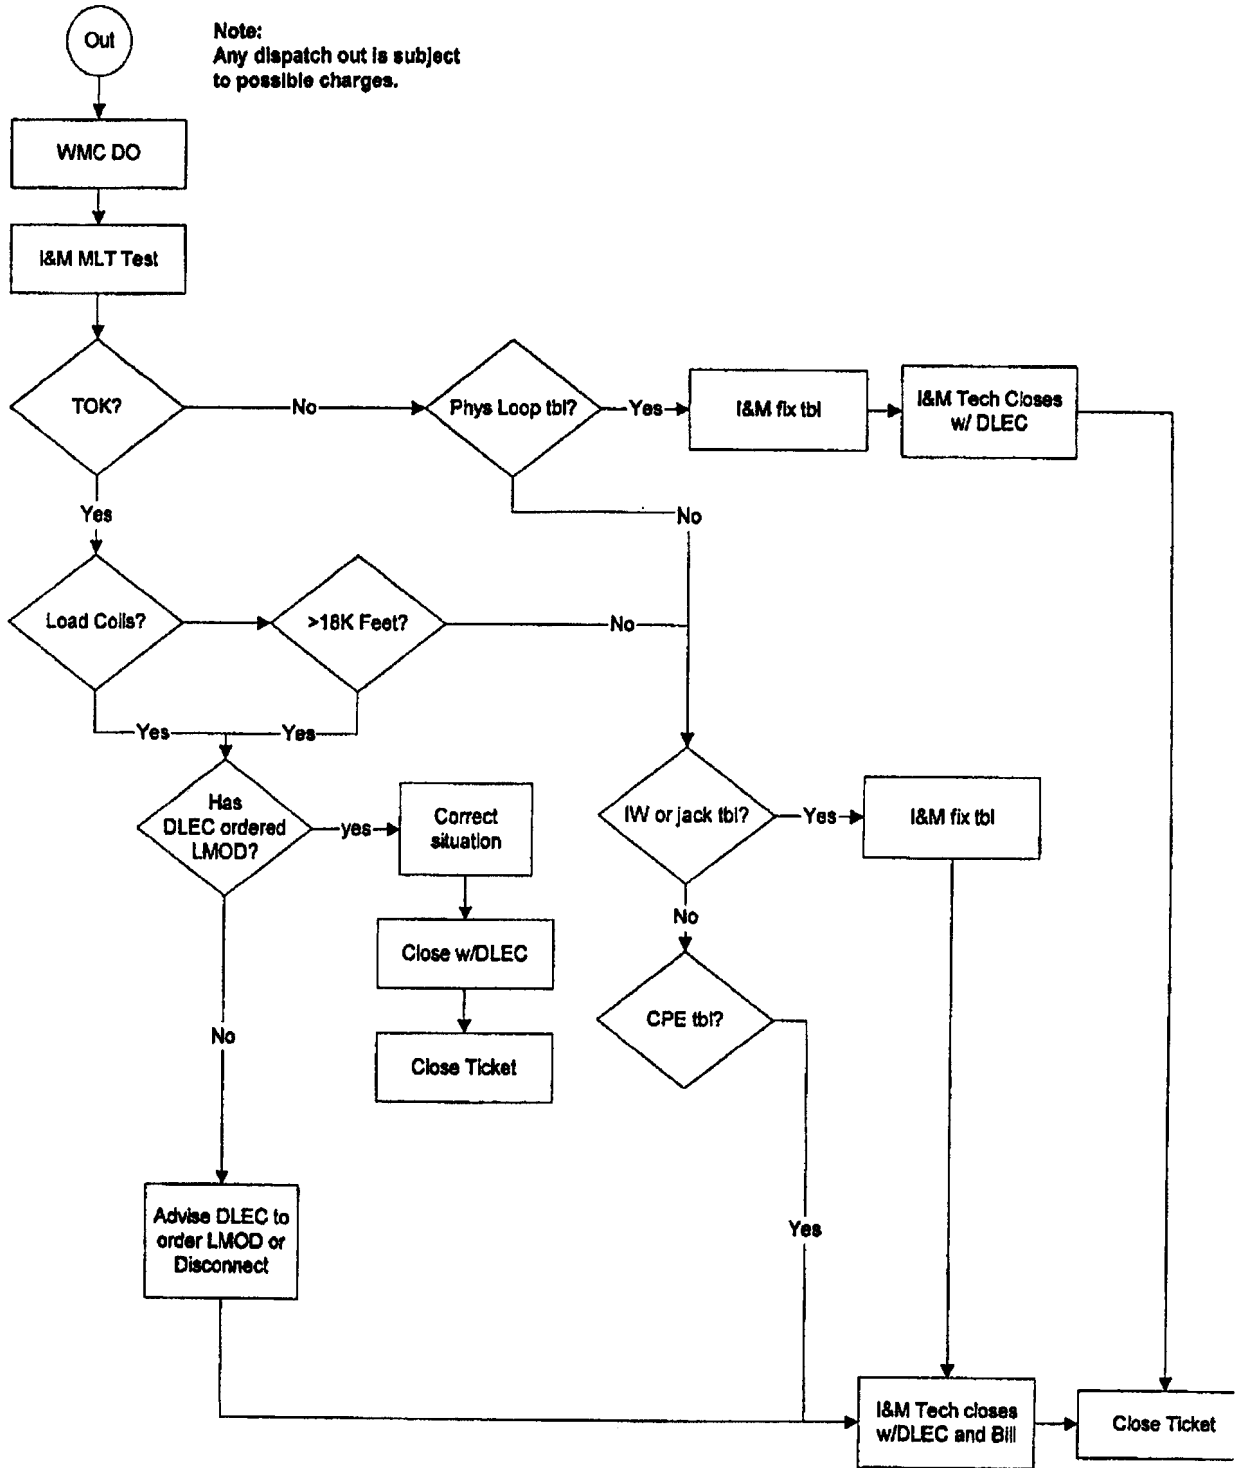 Out
Note:
Any dispatch out is subject
to possible charges.
WMC DO
I&M MLT Test
TOK?
No
Phys Loop tbl?
Yes
I&M fix tbl
I&M Tech Closes
w/ DLEC
Yes
No
Load Coils?
>18K Feet?
No
Yes
Yes
Has
DLEC ordered
LMOD?
yes
Correct
situation
IW or jack tbl?
Yes
I&M fix tbl
No
Close w/DLEC
CPE tbl?
No
Close Ticket
Advise DLEC to
order LMOD or
Disconnect
Yes
I&M Tech closes
w/DLEC and Bill
Close Ticket